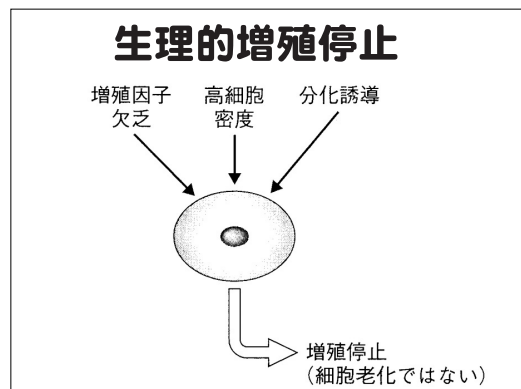 生理的増殖停止
増殖因子
欠乏
高細胞
密度
分化誘導
増殖停止
(細胞老化ではない)